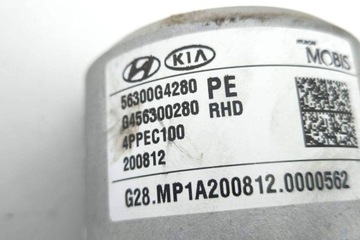 KIA MOBIS
56300G4280 PE
G456300280 RHD
4PPEC100
200812
G28.MP1A200812.0000562